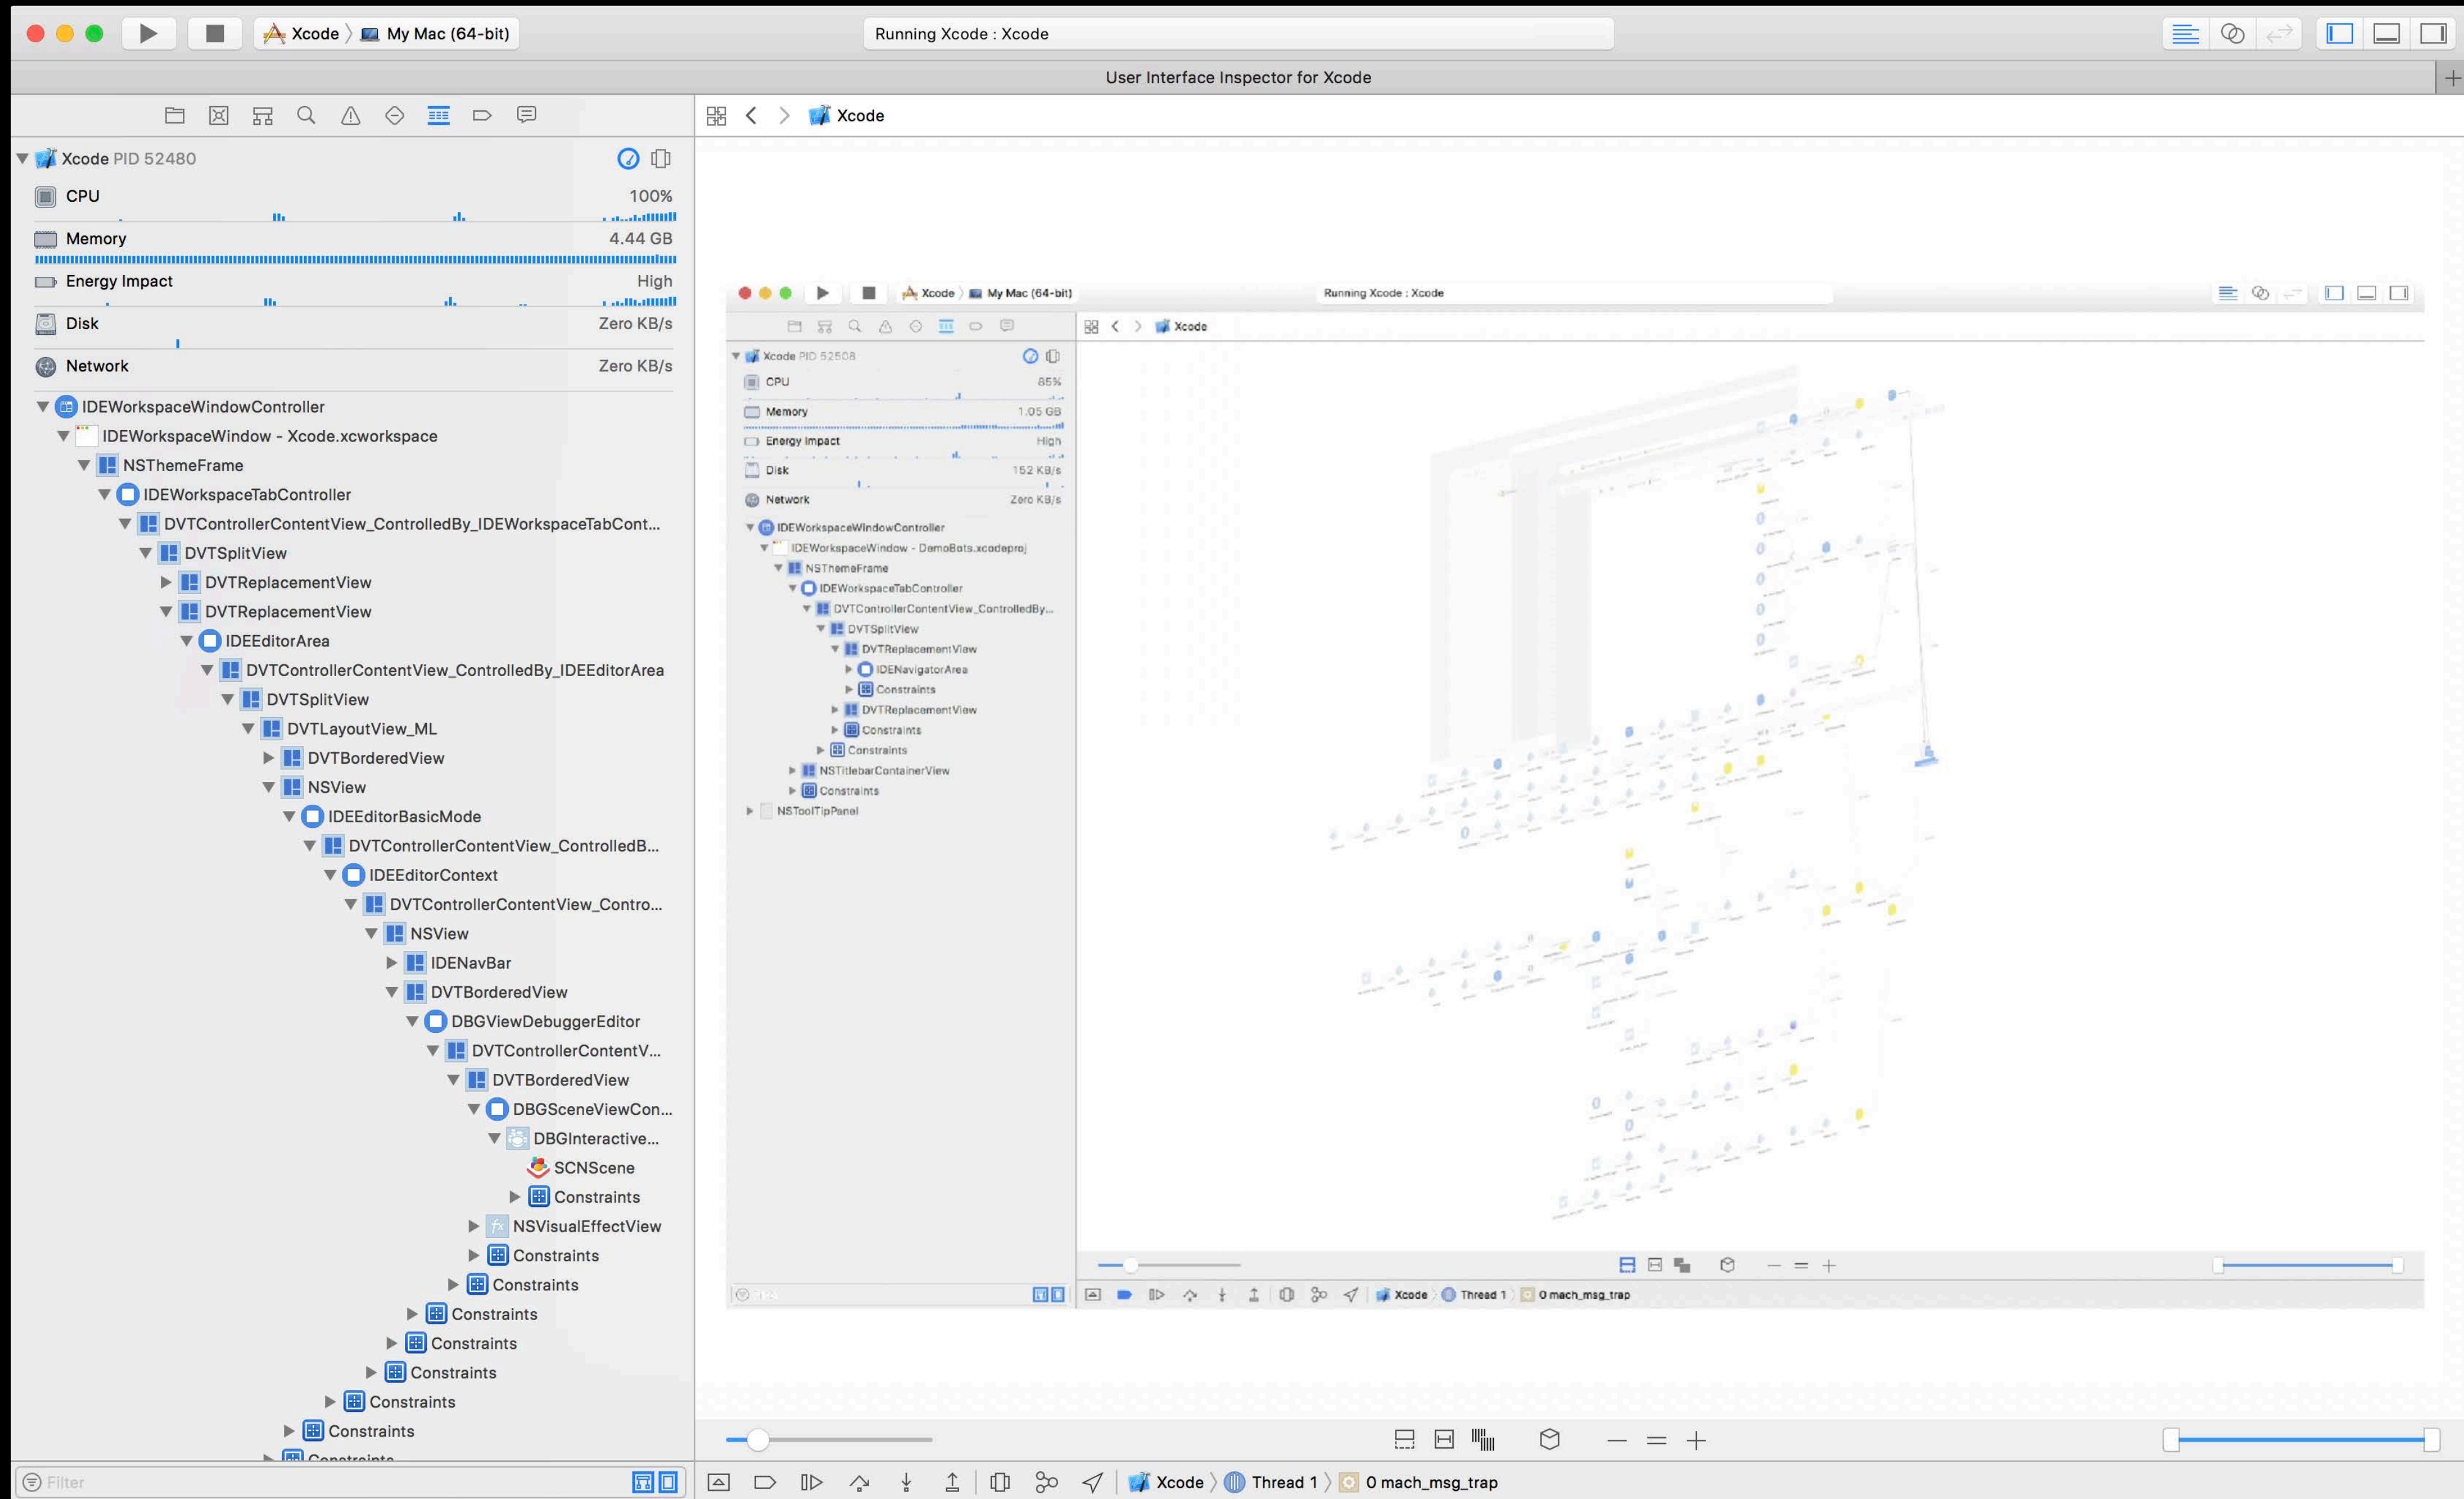 Xcode My Mac (64-bit) Running Xcode : Xcode
User Interface Inspector for Xcode
Xcode
Xcode PID 52480
CPU 100%
Memory 4.44 GB
Energy Impact High
Disk Zero KB/s
Network Zero KB/s
IDEWorkspaceWindowController
IDEWorkspaceWindow - Xcode.xcworkspace
NSThemeFrame
IDEWorkspaceTabController
DVTControllerContentView_ControlledBy_IDEWorkspaceTabCont...
DVTSplitView
DVTReplacementView
DVTReplacementView
IDEEditorArea
DVTControllerContentView_ControlledBy_IDEEditorArea
DVTSplitView
DVTLayoutView_ML
DVTBorderedView
NSView
IDEEditorBasicMode
DVTControllerContentView_ControlledB...
IDEEditorContext
DVTControllerContentView_Contro...
NSView
IDENavBar
DVTBorderedView
DBGViewDebuggerEditor
DVTControllerContentV...
DVTBorderedView
DBGSceneViewCon...
DBGInteractive...
SCNScene
Constraints
NSVisualEffectView
Constraints
Constraints
Constraints
Constraints
Constraints
Constraints
Constraints
Constraints
Filter
Xcode My Mac (64-bit) Running Xcode : Xcode
Xcode
Xcode PID 52508
CPU 85%
Memory 1.05 GB
Energy Impact High
Disk 152 KB/s
Network Zero KB/s
IDEWorkspaceWindowController
IDEWorkspaceWindow - DemoBots.xcodeproj
NSThemeFrame
IDEWorkspaceTabController
DVTControllerContentView_ControlledBy...
DVTSplitView
DVTReplacementView
IDENavigatorArea
Constraints
DVTReplacementView
Constraints
Constraints
NSTitlebarContainerView
Constraints
NSToolTipPanel
Xcode Thread 1 0 mach_msg_trap
Xcode Thread 1 0 mach_msg_trap